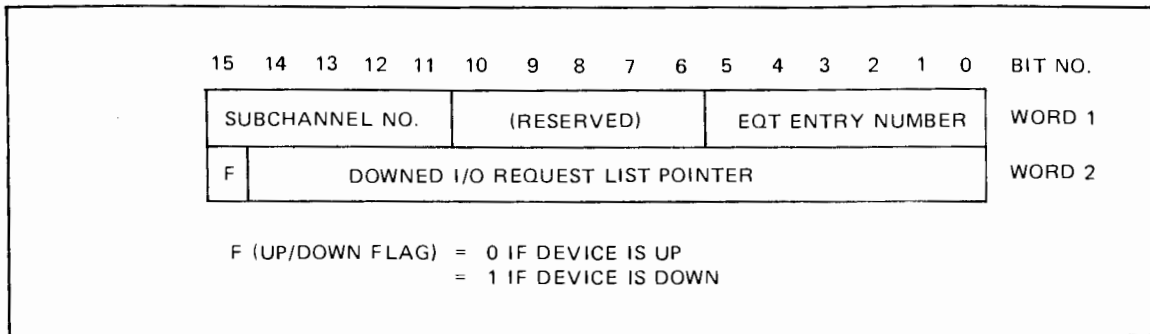 15 14 13 12 11 10 9 8 7 6 5 4 3 2 1 0 BIT NO.
SUBCHANNEL NO. (RESERVED) EQT ENTRY NUMBER WORD 1
F DOWNED I/O REQUEST LIST POINTER WORD 2
F (UP/DOWN FLAG) = 0 IF DEVICE IS UP
= 1 IF DEVICE IS DOWN